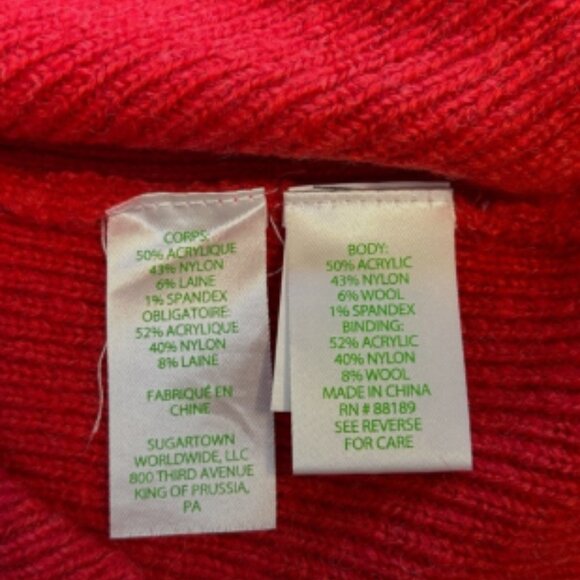 CORPS:
50% ACRYLIQUE
43% NYLON
6% LAINE
1% SPANDEX
OBLIGATOIRE:
52% ACRYLIQUE
40% NYLON
8% LAINE
FABRIQUÉ EN
CHINE
SUGARTOWN
WORLDWIDE, LLC
800 THIRD AVENUE
KING OF PRUSSIA,
PA
BODY:
50% ACRYLIC
43% NYLON
6% WOOL
1% SPANDEX
BINDING:
52% ACRYLIC
40% NYLON
8% WOOL
MADE IN CHINA
RN # 88189
SEE REVERSE
FOR CARE